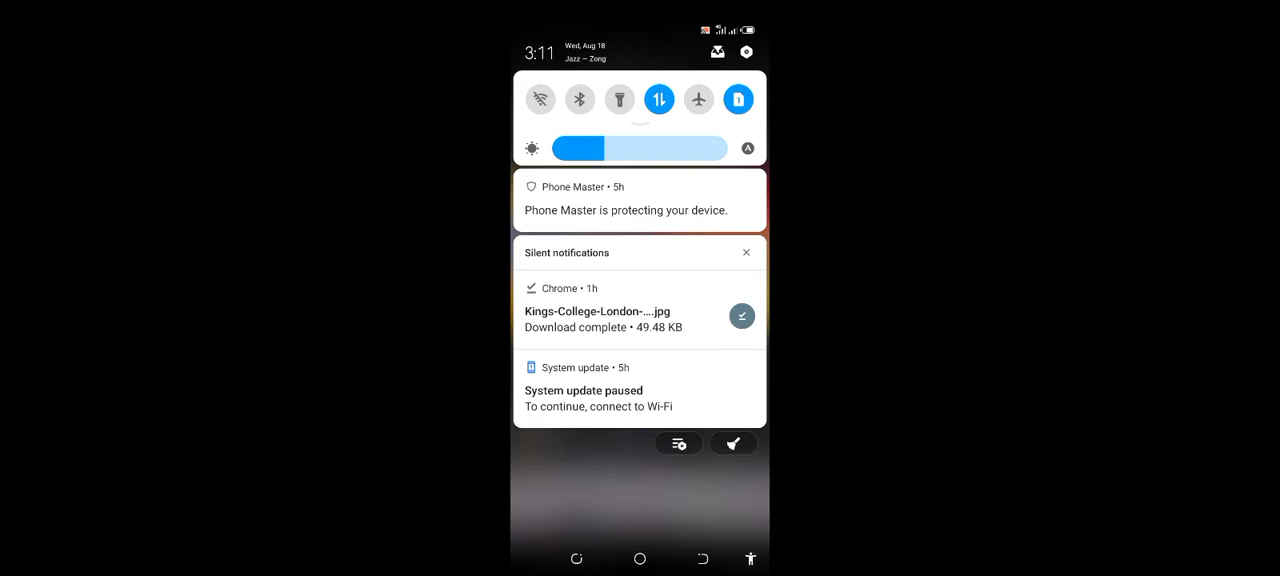 3:11
Wed, Aug 18
Jazz — Zong
Phone Master • 5h
Phone Master is protecting your device.
Silent notifications
Chrome • 1h
Kings-College-London-....jpg
Download complete • 49.48 KB
System update • 5h
System update paused
To continue, connect to Wi-Fi